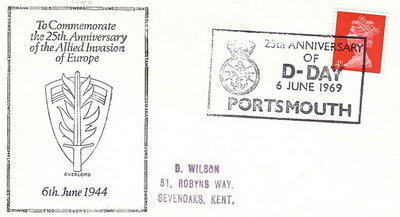 To Commemorate
the 25th. Anniversary
of the Allied Invasion
of Europe
OVERLORD
6th. June 1944
25th ANNIVERSARY
OF
D-DAY
6 JUNE 1969
PORTSMOUTH
D. WILSON
51, ROBYNS WAY,
SEVENOAKS, KENT.